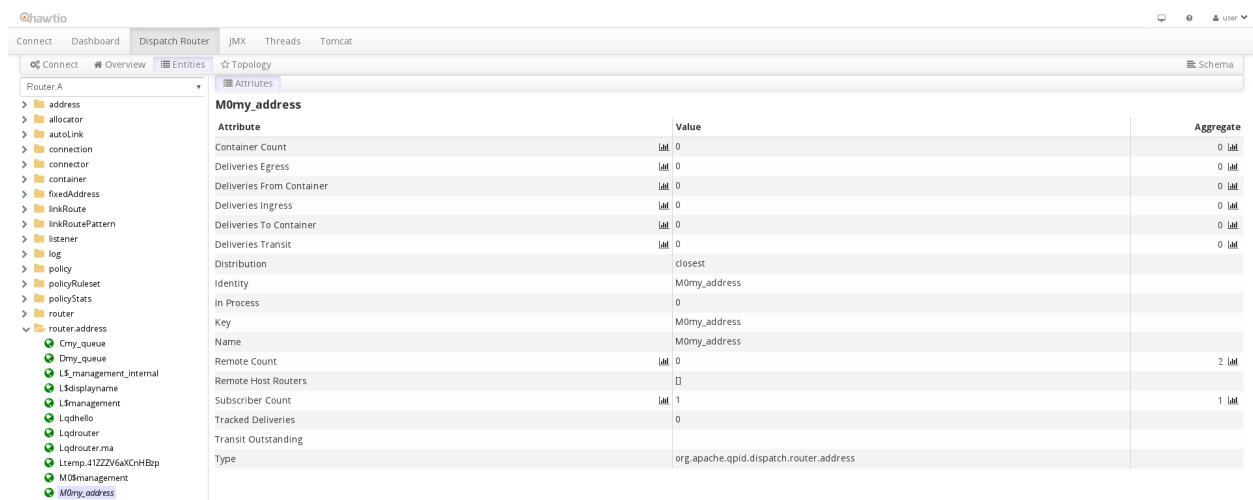 hawtio
user
Connect Dashboard Dispatch Router JMX Threads Tomcat
Connect Overview Entities Topology Schema
Router.A
address
allocator
autoLink
connection
connector
container
fixedAddress
linkRoute
linkRoutePattern
listener
log
policy
policyRuleset
policyStats
router
router.address
Cmy_queue
Dmy_queue
L$_management_internal
L$displayname
L$management
Lqdhello
Lqdrouter
Lqdrouter.ma
Ltemp.41ZZZV6aXCnHBzp
M0$management
M0my_address
Attriutes
M0my_address
Attribute Value Aggregate
Container Count 0 0
Deliveries Egress 0 0
Deliveries From Container 0 0
Deliveries Ingress 0 0
Deliveries To Container 0 0
Deliveries Transit 0 0
Distribution closest
Identity M0my_address
In Process 0
Key M0my_address
Name M0my_address
Remote Count 0 2
Remote Host Routers []
Subscriber Count 1 1
Tracked Deliveries 0
Transit Outstanding
Type org.apache.qpid.dispatch.router.address